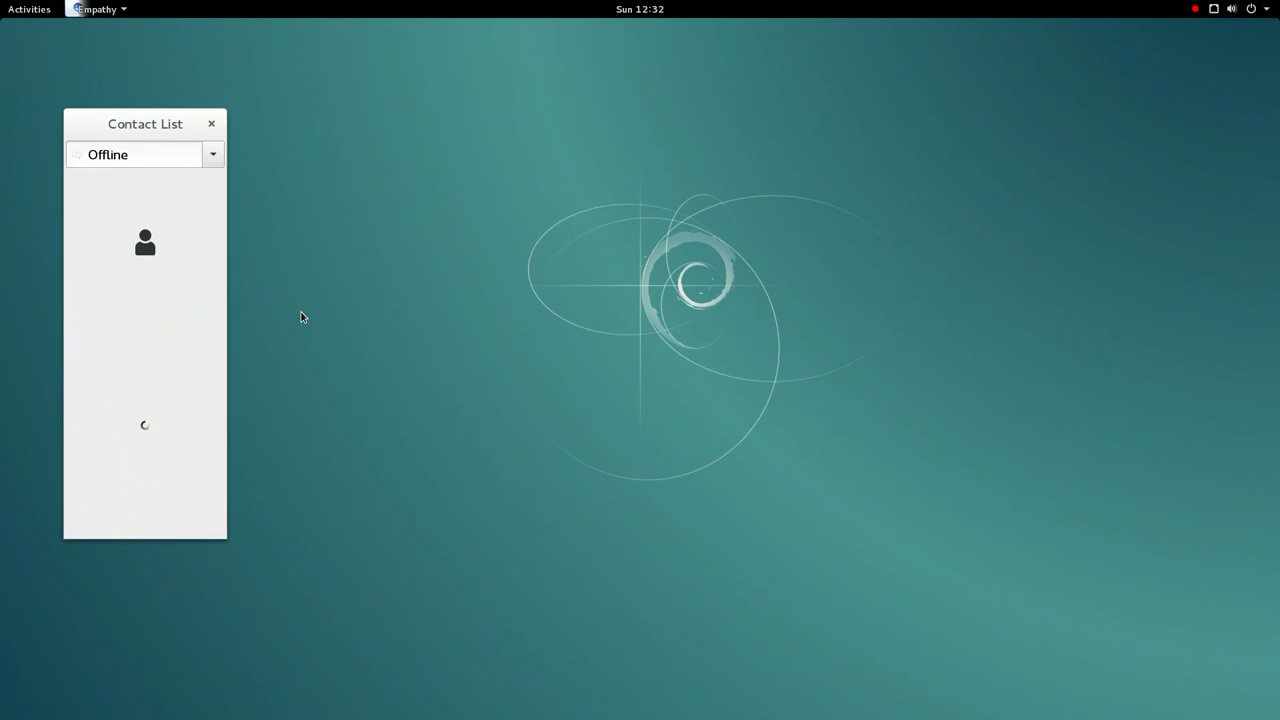 Activities
Empathy
Sun 12:32
Contact List
Offline